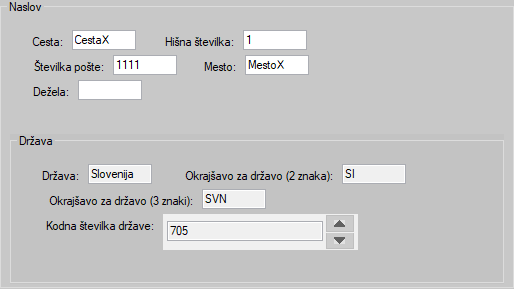 Naslov
Cesta: CestaX Hišna številka: 1
Številka pošte: 1111 Mesto: MestoX
Dežela:
Država
Država: Slovenija Okrajšavo za državo (2 znaka): SI
Okrajšavo za državo (3 znaki): SVN
Kodna številka države: 705